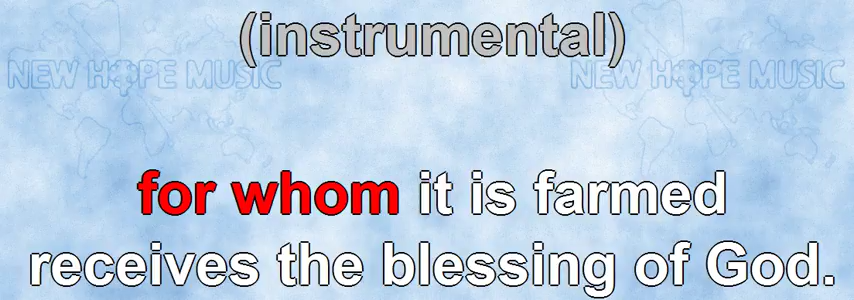 (instrumental)
NEW HOPE MUSIC NEW HOPE MUSIC
for whom it is farmed
receives the blessing of God.